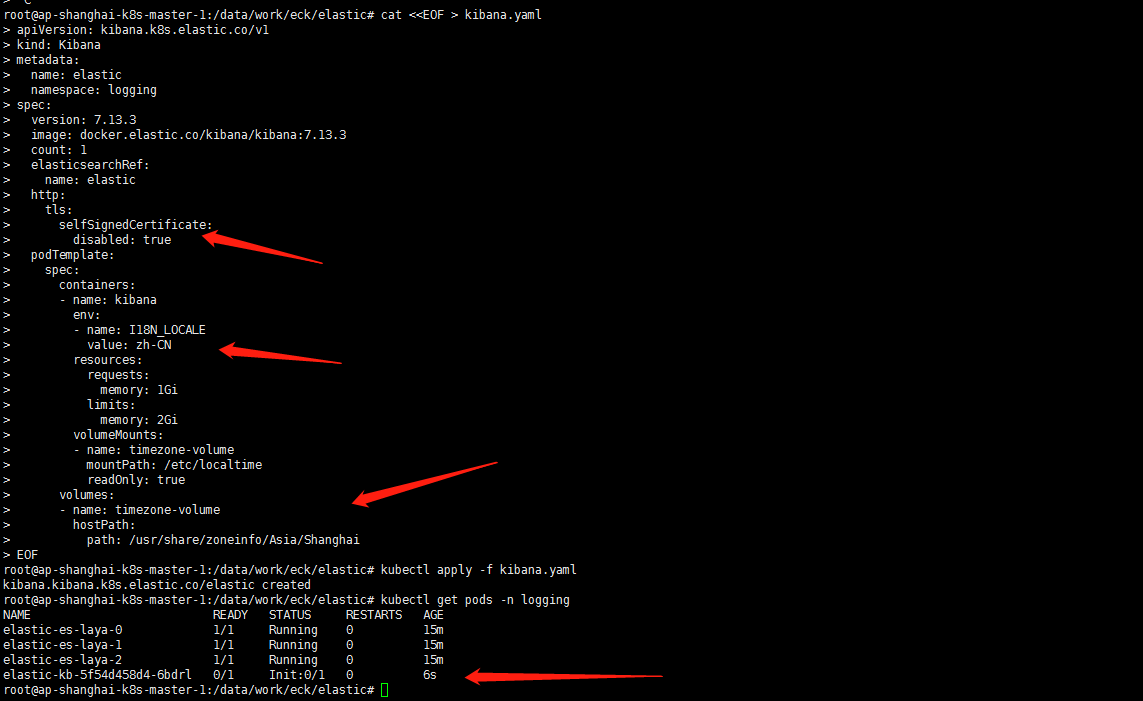 > ^C
root@ap-shanghai-k8s-master-1:/data/work/eck/elastic# cat <<EOF > kibana.yaml
> apiVersion: kibana.k8s.elastic.co/v1
> kind: Kibana
> metadata:
>   name: elastic
>   namespace: logging
> spec:
>   version: 7.13.3
>   image: docker.elastic.co/kibana/kibana:7.13.3
>   count: 1
>   elasticsearchRef:
>     name: elastic
>   http:
>     tls:
>       selfSignedCertificate:
>         disabled: true
>   podTemplate:
>     spec:
>       containers:
>       - name: kibana
>         env:
>         - name: I18N_LOCALE
>           value: zh-CN
>         resources:
>           requests:
>             memory: 1Gi
>           limits:
>             memory: 2Gi
>         volumeMounts:
>         - name: timezone-volume
>           mountPath: /etc/localtime
>           readOnly: true
>       volumes:
>       - name: timezone-volume
>         hostPath:
>           path: /usr/share/zoneinfo/Asia/Shanghai
> EOF
root@ap-shanghai-k8s-master-1:/data/work/eck/elastic# kubectl apply -f kibana.yaml
kibana.kibana.k8s.elastic.co/elastic created
root@ap-shanghai-k8s-master-1:/data/work/eck/elastic# kubectl get pods -n logging
NAME                          READY   STATUS     RESTARTS   AGE
elastic-es-laya-0             1/1     Running    0          15m
elastic-es-laya-1             1/1     Running    0          15m
elastic-es-laya-2             1/1     Running    0          15m
elastic-kb-5f54d458d4-6bdrl   0/1     Init:0/1   0          6s
root@ap-shanghai-k8s-master-1:/data/work/eck/elastic#